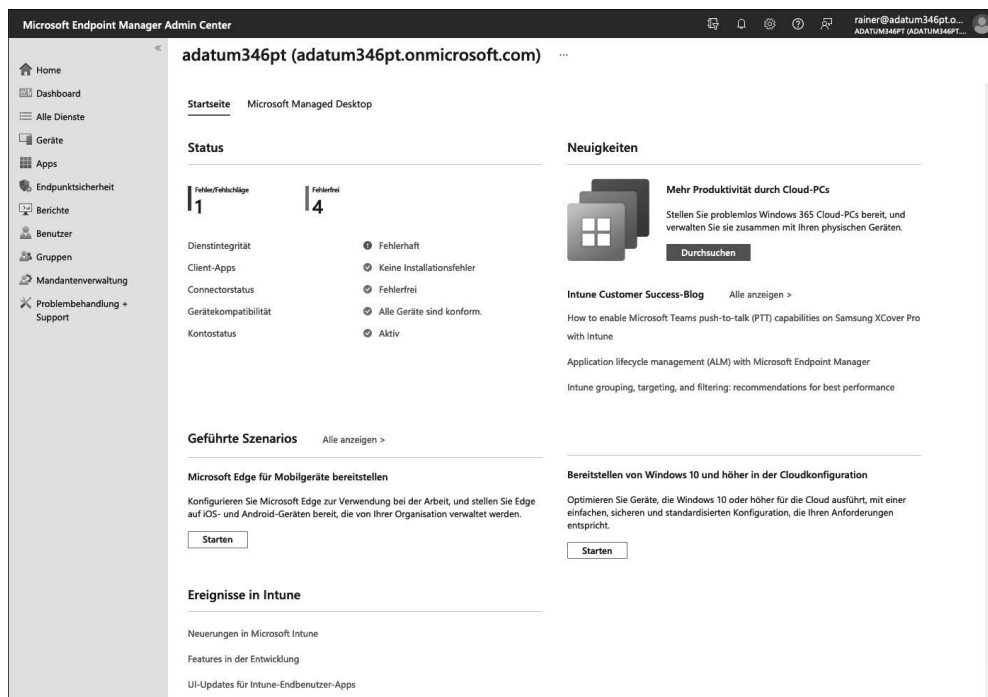 Microsoft Endpoint Manager Admin Center
rainer@adatum346pt.o...
ADATUM346PT (ADATUM346PT....
«
Home
Dashboard
Alle Dienste
Geräte
Apps
Endpunktsicherheit
Berichte
Benutzer
Gruppen
Mandantenverwaltung
Problembehandlung +
Support
adatum346pt (adatum346pt.onmicrosoft.com) ...
Startseite Microsoft Managed Desktop
Status
Fehler/Fehlschläge
1
Fehlerfrei
4
Dienstintegrität Fehlerhaft
Client-Apps Keine Installationsfehler
Connectorstatus Fehlerfrei
Gerätekompatibilität Alle Geräte sind konform.
Kontostatus Aktiv
Neuigkeiten
Mehr Produktivität durch Cloud-PCs
Stellen Sie problemlos Windows 365 Cloud-PCs bereit, und
verwalten Sie sie zusammen mit Ihren physischen Geräten.
Durchsuchen
Intune Customer Success-Blog Alle anzeigen >
How to enable Microsoft Teams push-to-talk (PTT) capabilities on Samsung XCover Pro
with Intune
Application lifecycle management (ALM) with Microsoft Endpoint Manager
Intune grouping, targeting, and filtering: recommendations for best performance
Geführte Szenarios Alle anzeigen >
Microsoft Edge für Mobilgeräte bereitstellen
Konfigurieren Sie Microsoft Edge zur Verwendung bei der Arbeit, und stellen Sie Edge
auf iOS- und Android-Geräten bereit, die von Ihrer Organisation verwaltet werden.
Starten
Bereitstellen von Windows 10 und höher in der Cloudkonfiguration
Optimieren Sie Geräte, die Windows 10 oder höher für die Cloud ausführt, mit einer
einfachen, sicheren und standardisierten Konfiguration, die Ihren Anforderungen
entspricht.
Starten
Ereignisse in Intune
Neuerungen in Microsoft Intune
Features in der Entwicklung
UI-Updates für Intune-Endbenutzer-Apps